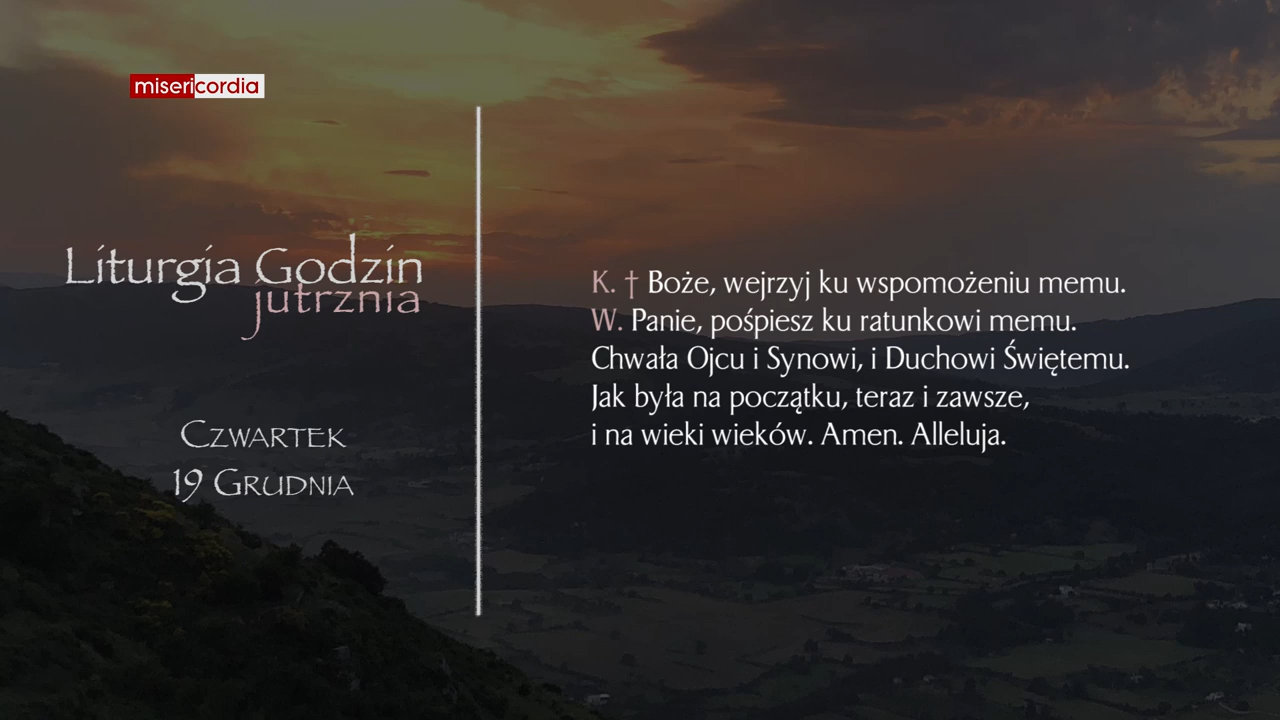 misericordia
Liturgia Godzin
jutrznia
Czwartek
19 Grudnia
K. † Boże, wejrzyj ku wspomożeniu memu.
W. Panie, pośpiesz ku ratunkowi memu.
Chwała Ojcu i Synowi, i Duchowi Świętemu.
Jak była na początku, teraz i zawsze,
i na wieki wieków. Amen. Alleluja.